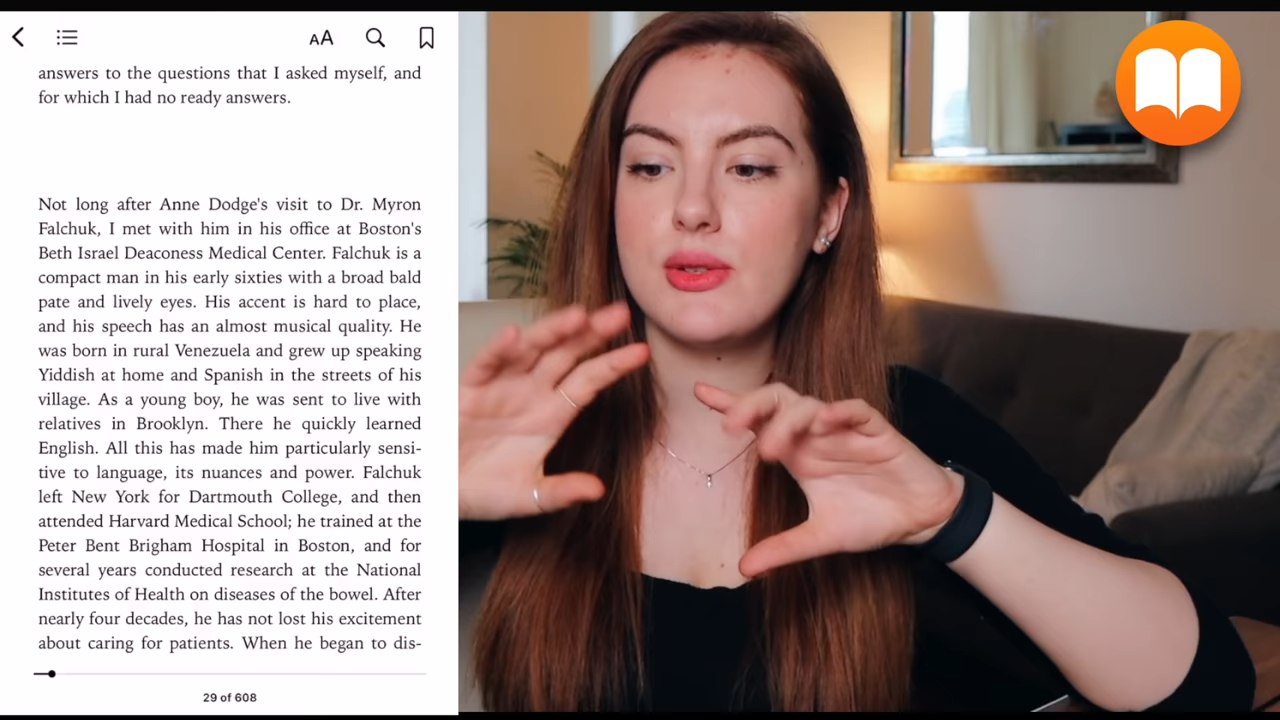 AA
answers to the questions that I asked myself, and
for which I had no ready answers.
Not long after Anne Dodge's visit to Dr. Myron
Falchuk, I met with him in his office at Boston's
Beth Israel Deaconess Medical Center. Falchuk is a
compact man in his early sixties with a broad bald
pate and lively eyes. His accent is hard to place,
and his speech has an almost musical quality. He
was born in rural Venezuela and grew up speaking
Yiddish at home and Spanish in the streets of his
village. As a young boy, he was sent to live with
relatives in Brooklyn. There he quickly learned
English. All this has made him particularly sensi-
tive to language, its nuances and power. Falchuk
left New York for Dartmouth College, and then
attended Harvard Medical School; he trained at the
Peter Bent Brigham Hospital in Boston, and for
several years conducted research at the National
Institutes of Health on diseases of the bowel. After
nearly four decades, he has not lost his excitement
about caring for patients. When he began to dis-
29 of 608